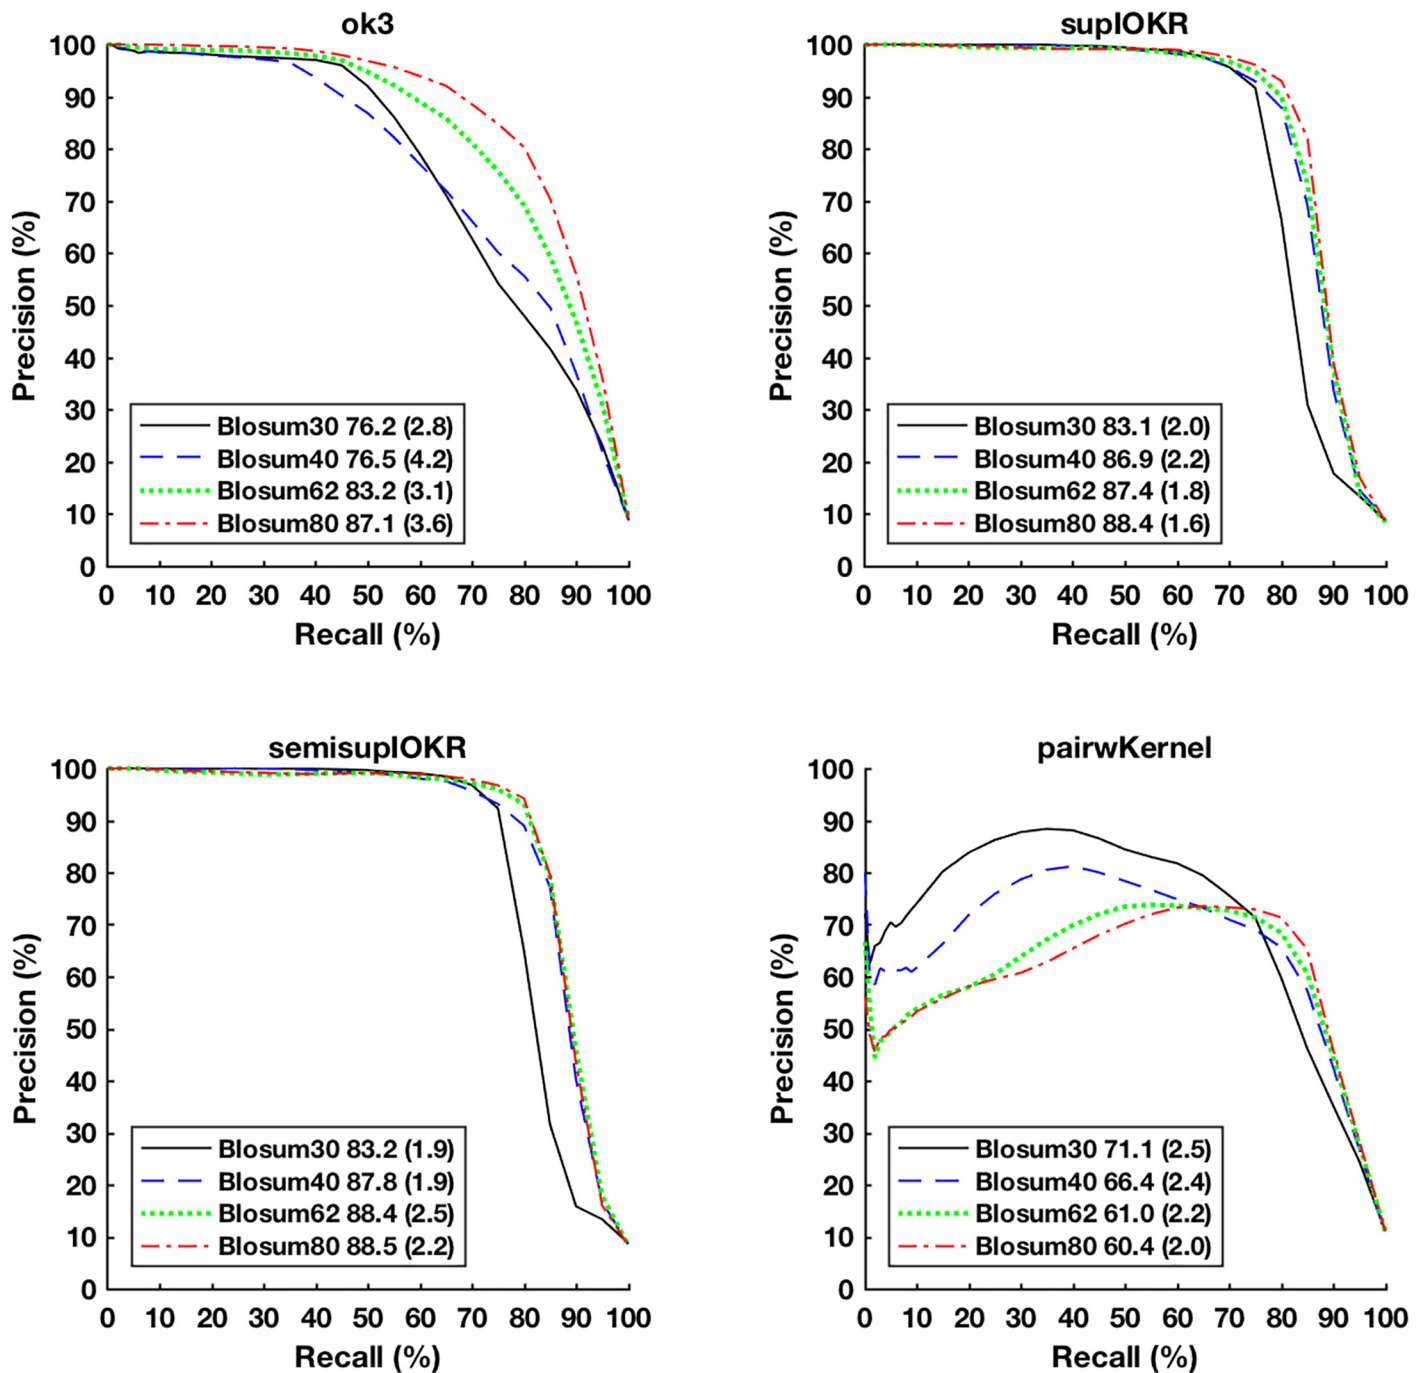 ok3
100
90
80
70
60
50
40
30
20
10
0
Precision (%)
Blosum30 76.2 (2.8)
Blosum40 76.5 (4.2)
Blosum62 83.2 (3.1)
Blosum80 87.1 (3.6)
0 10 20 30 40 50 60 70 80 90 100
Recall (%)
supIOKR
100
90
80
70
60
50
40
30
20
10
0
Precision (%)
Blosum30 83.1 (2.0)
Blosum40 86.9 (2.2)
Blosum62 87.4 (1.8)
Blosum80 88.4 (1.6)
0 10 20 30 40 50 60 70 80 90 100
Recall (%)
semisupIOKR
100
90
80
70
60
50
40
30
20
10
0
Precision (%)
Blosum30 83.2 (1.9)
Blosum40 87.8 (1.9)
Blosum62 88.4 (2.5)
Blosum80 88.5 (2.2)
0 10 20 30 40 50 60 70 80 90 100
Recall (%)
pairwKernel
100
90
80
70
60
50
40
30
20
10
0
Precision (%)
Blosum30 71.1 (2.5)
Blosum40 66.4 (2.4)
Blosum62 61.0 (2.2)
Blosum80 60.4 (2.0)
0 10 20 30 40 50 60 70 80 90 100
Recall (%)